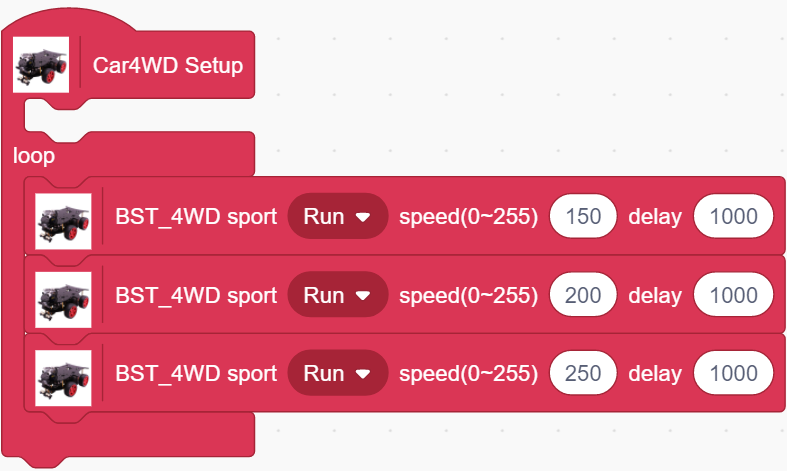 Car4WD Setup
loop
BST_4WD sport Run speed(0~255) 150 delay 1000
BST_4WD sport Run speed(0~255) 200 delay 1000
BST_4WD sport Run speed(0~255) 250 delay 1000